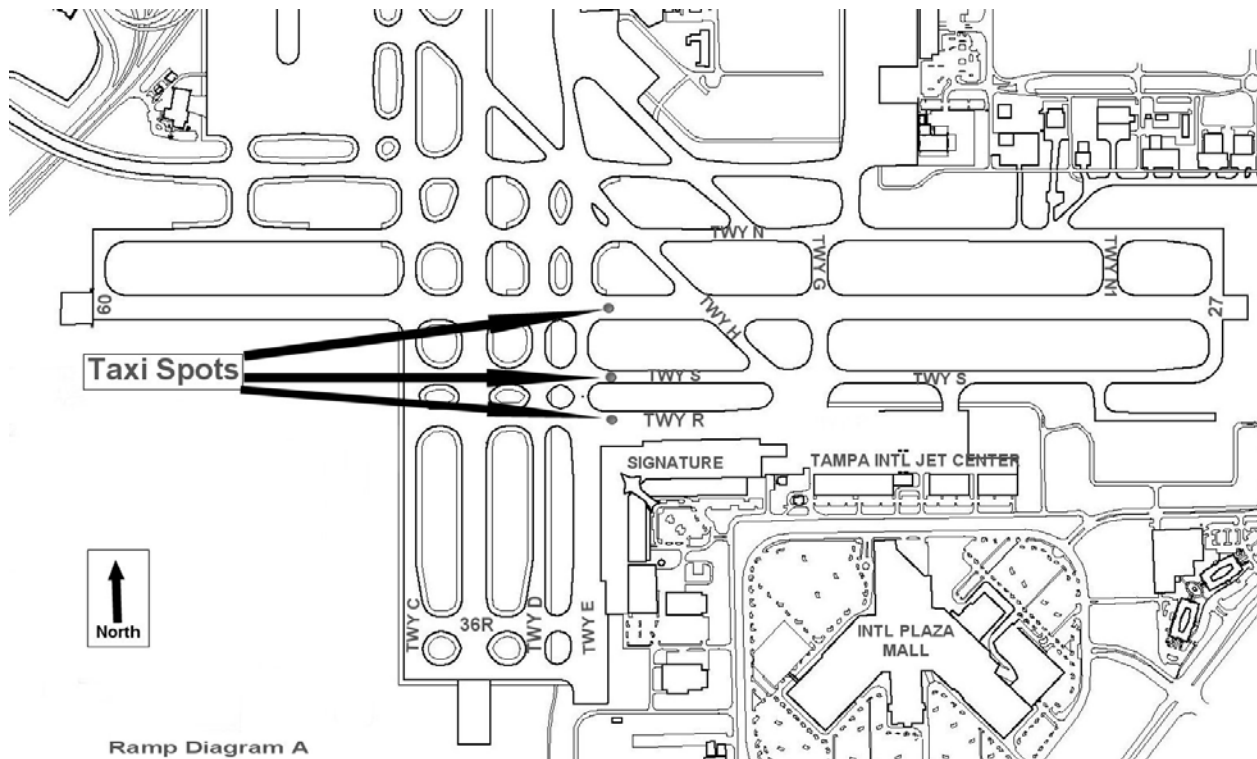 TWY N
TWY G
TWY N1
60
TWY H
27
Taxi Spots
TWY S
TWY S
TWY R
SIGNATURE
TAMPA INTL JET CENTER
North
TWY C
36R
TWY D
TWY E
INTL PLAZA
MALL
Ramp Diagram A